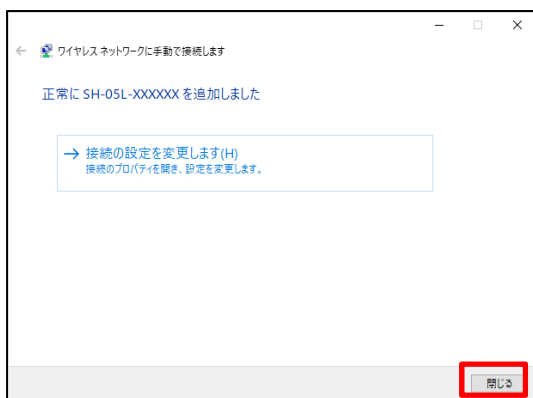 ワイヤレス ネットワークに手動で接続します
正常に SH-05L-XXXXXX を追加しました
接続の設定を変更します(H)
接続のプロパティを開き、設定を変更します。
閉じる